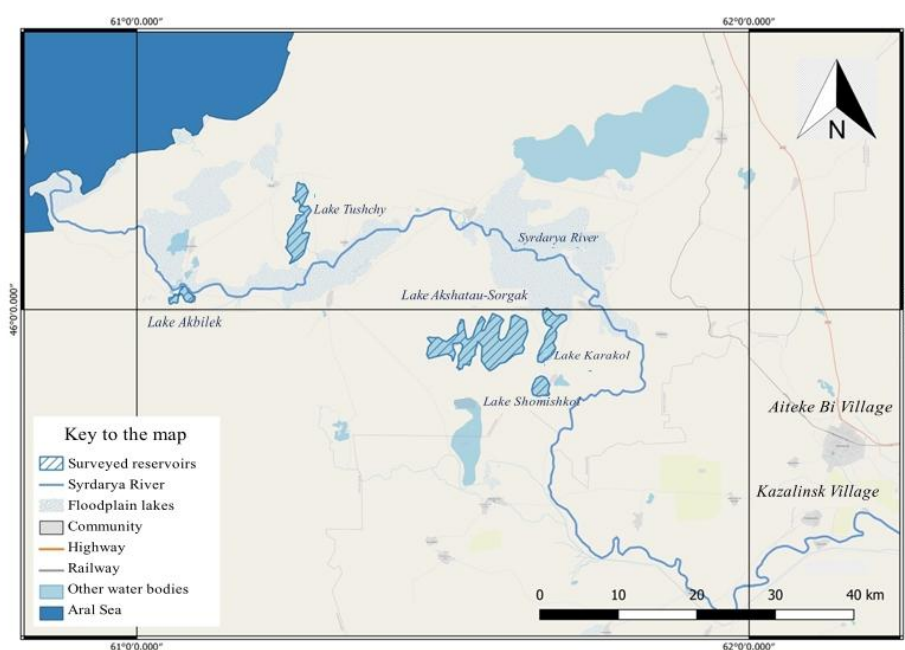 61°0'0.000"
62°0'0.000"
N
Lake Tushchy
Syrdarya River
Lake Akshatau-Sorgak
46°0'0.000"
Lake Akbilek
Lake Karakol
Lake Shomishkol
Aiteke Bi Village
Kazalinsk Village
Key to the map
Surveyed reservoirs
Syrdarya River
Floodplain lakes
Community
Highway
Railway
Other water bodies
Aral Sea
0 10 20 30 40 km
61°0'0.000"
62°0'0.000"